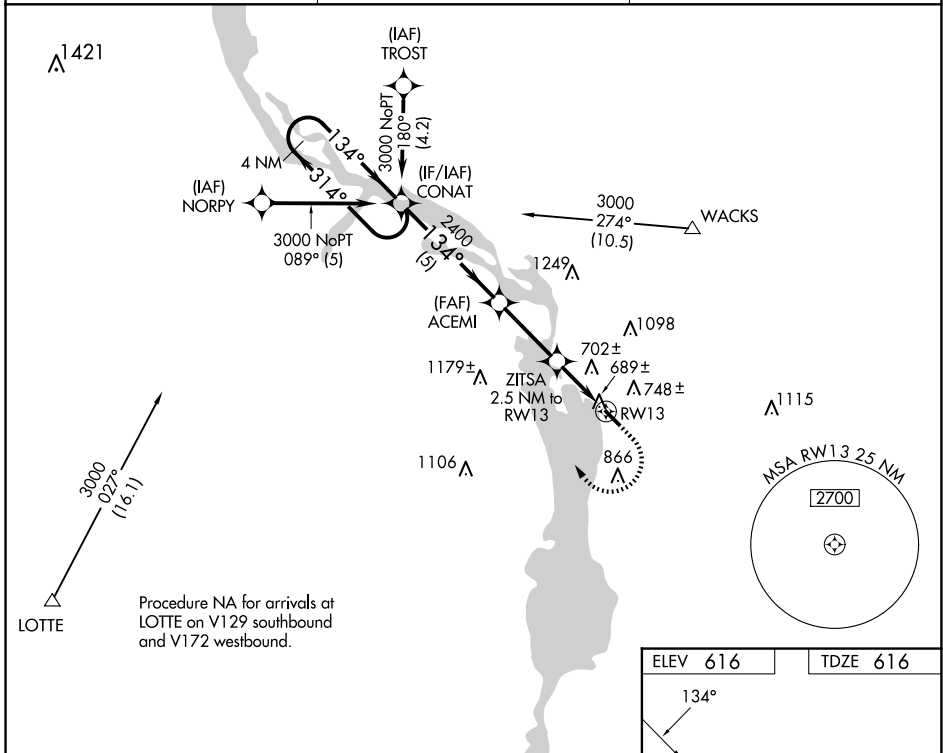 1421
(IAF)
TROST
3000 NoPT
180°
(4.2)
134°
4 NM
314°
(IF/IAF)
CONAT
(IAF)
NORPY
3000 NoPT
089° (5)
3000
274°
(10.5)
WACKS
2400
134°
(5)
1249
(FAF)
ACEMI
1098
702±
1179±
ZITSA
2.5 NM to
RW13
689±
748±
RW13
1115
1106
866
3000
027°
(16.1)
MSA RW13 25 NM
2700
LOTTE
Procedure NA for arrivals at
LOTTE on V129 southbound
and V172 westbound.
ELEV 616
TDZE 616
134°